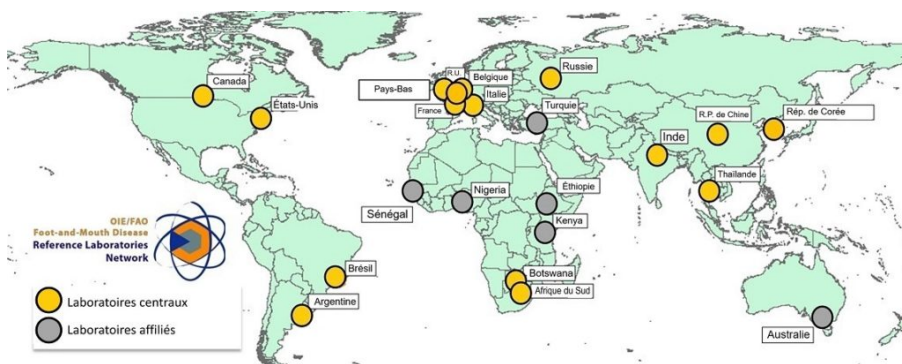 Canada
États-Unis
R.U.
Belgique
Pays-Bas
Italie
France
Russie
Turquie
R.P. de Chine
Rép. de Corée
Inde
Thaïlande
Sénégal
Nigeria
Éthiopie
Kenya
OIE/FAO
Foot-and-Mouth Disease
Reference Laboratories
Network
Brésil
Argentine
Botswana
Afrique du Sud
Australie
Laboratoires centraux
Laboratoires affiliés